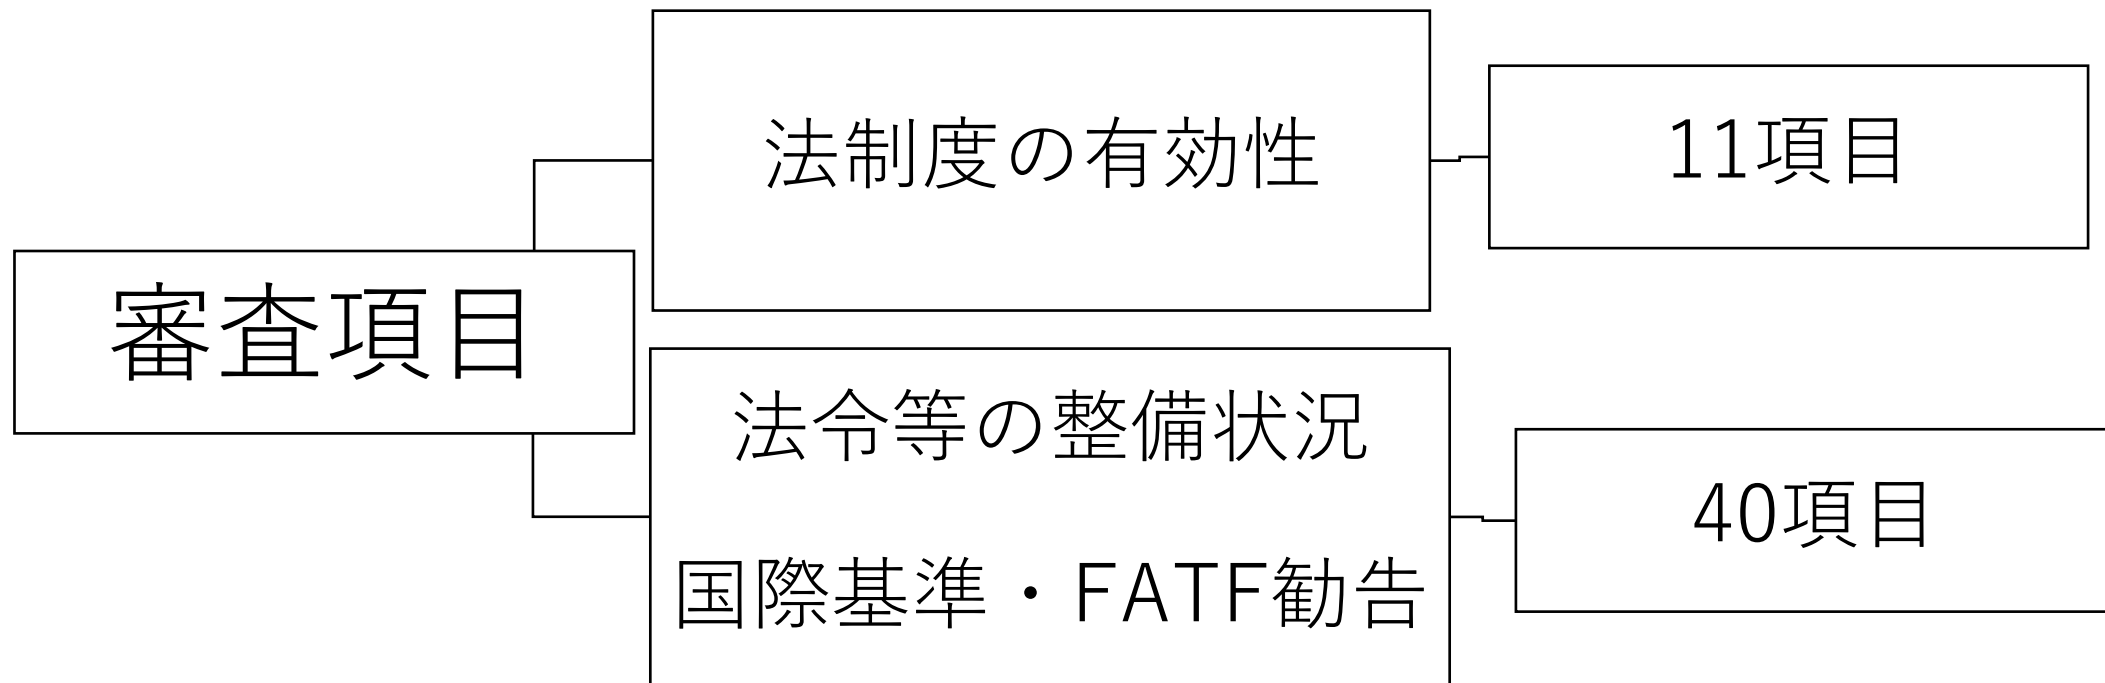 審査項目
法制度の有効性
11項目
法令等の整備状況
国際基準・FATF勧告
40項目